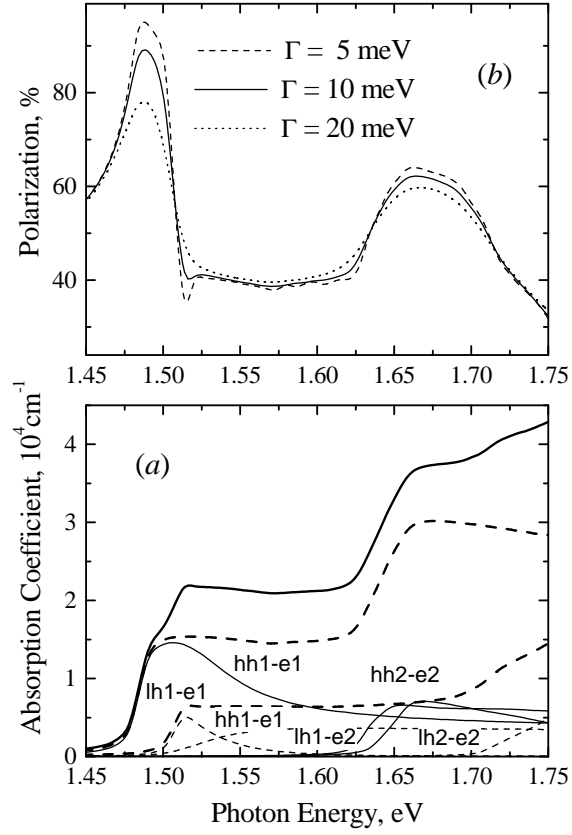 Γ = 5 meV
(b)
Γ = 10 meV
Γ = 20 meV
Polarization, %
80
60
40
1.45 1.50 1.55 1.60 1.65 1.70 1.75
(a)
Absorption Coefficient, 10⁴cm⁻¹
4
3
2
1
0
hh1-e1
hh2-e2
lh1-e1
hh1-e1
lh1-e2
lh2-e2
1.45 1.50 1.55 1.60 1.65 1.70 1.75
Photon Energy, eV